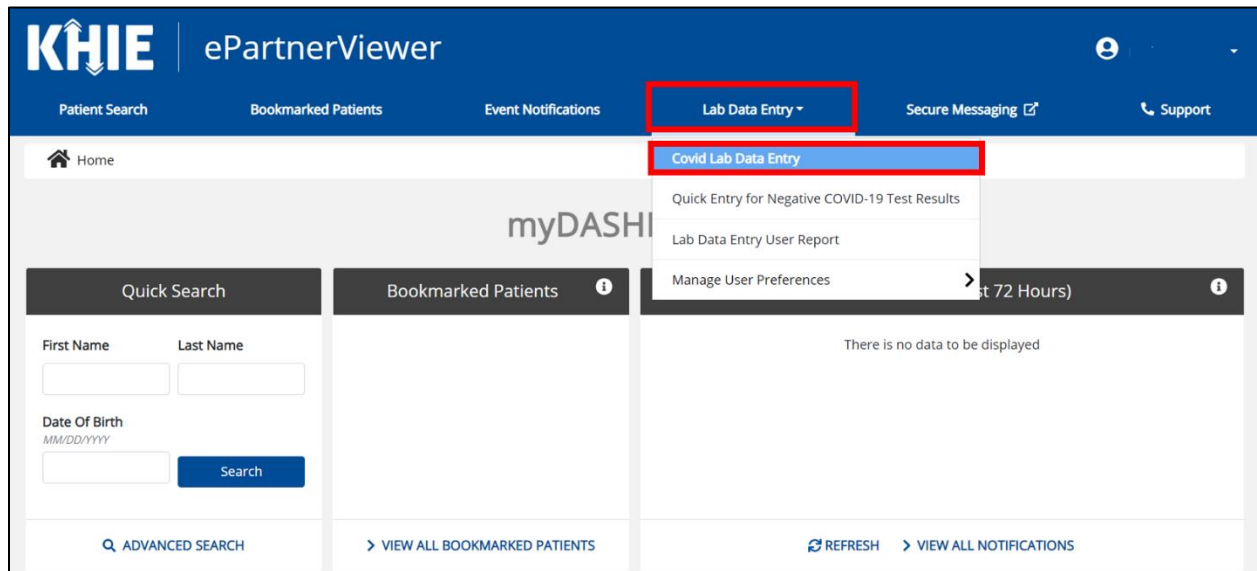 KHIE ePartnerViewer
Patient Search Bookmarked Patients Event Notifications Lab Data Entry Secure Messaging Support
Home
Covid Lab Data Entry
Quick Entry for Negative COVID-19 Test Results
Lab Data Entry User Report
Manage User Preferences
myDASH
Quick Search
First Name Last Name
Date Of Birth
MM/DD/YYYY
Search
ADVANCED SEARCH
Bookmarked Patients
VIEW ALL BOOKMARKED PATIENTS
72 Hours)
There is no data to be displayed
REFRESH VIEW ALL NOTIFICATIONS